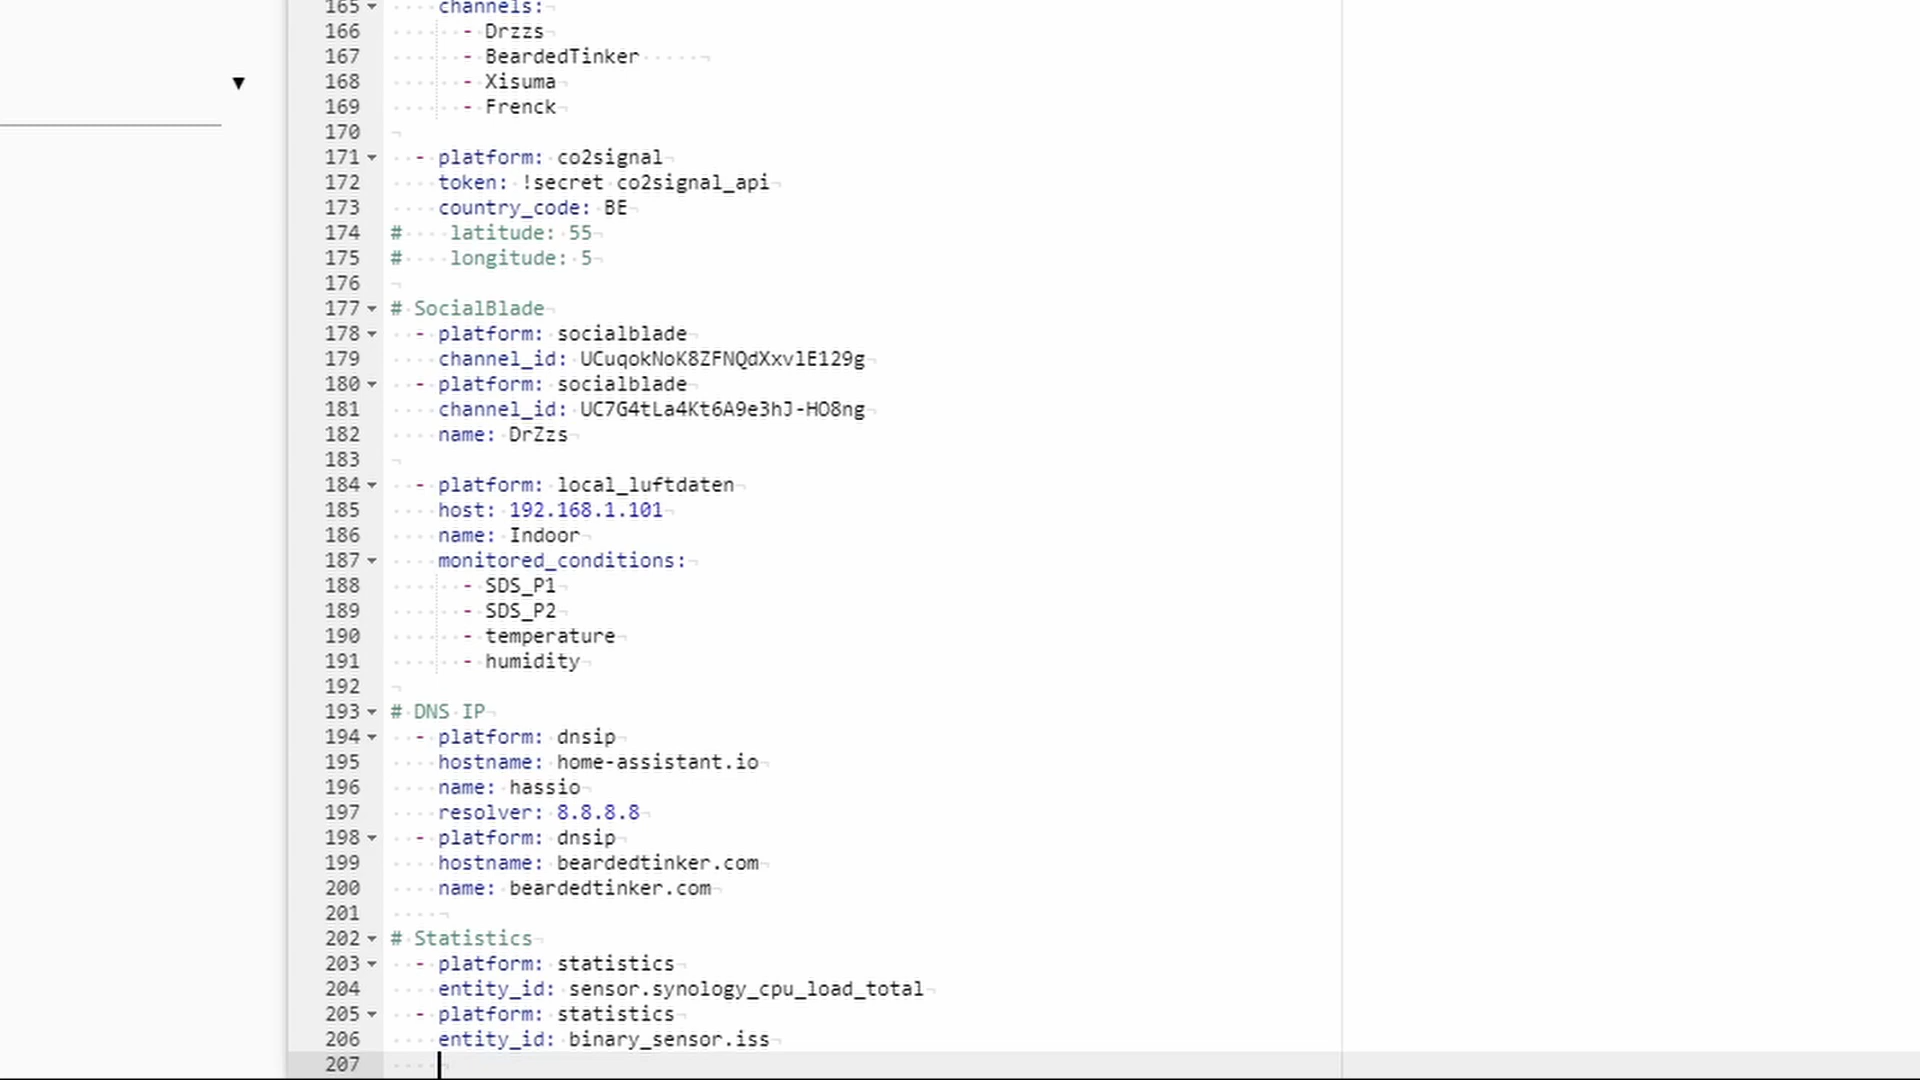 165 channels:
166 - Drzzs
167 - BeardedTinker
168 - Xisuma
169 - Frenck
170
171 - platform: co2signal
172 token: !secret co2signal_api
173 country_code: BE
174 # latitude: 55
175 # longitude: 5
176
177 # SocialBlade
178 - platform: socialblade
179 channel_id: UCuqokNoK8ZFNQdXxvlE129g
180 - platform: socialblade
181 channel_id: UC7G4tLa4Kt6A9e3hJ-HO8ng
182 name: DrZzs
183
184 - platform: local_luftdaten
185 host: 192.168.1.101
186 name: Indoor
187 monitored_conditions:
188 - SDS_P1
189 - SDS_P2
190 - temperature
191 - humidity
192
193 # DNS IP
194 - platform: dnsip
195 hostname: home-assistant.io
196 name: hassio
197 resolver: 8.8.8.8
198 - platform: dnsip
199 hostname: beardedtinker.com
200 name: beardedtinker.com
201
202 # Statistics
203 - platform: statistics
204 entity_id: sensor.synology_cpu_load_total
205 - platform: statistics
206 entity_id: binary_sensor.iss
207